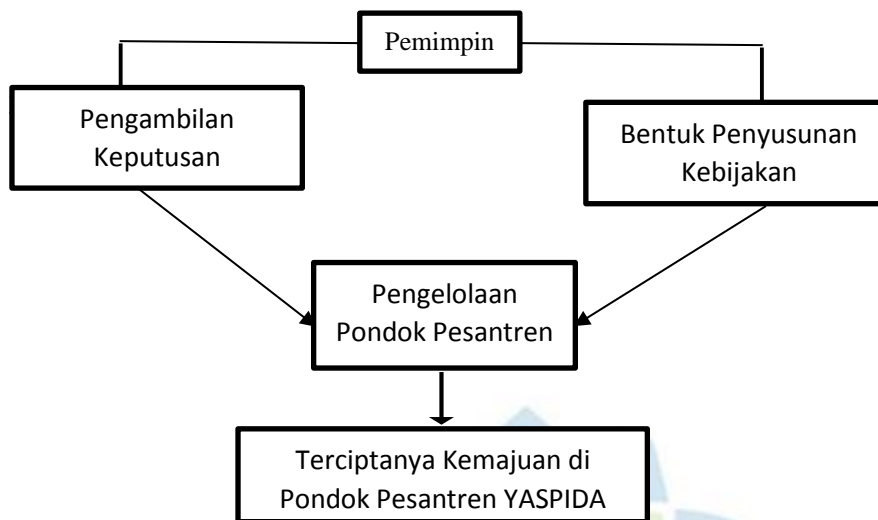 Pemimpin
Pengambilan
Keputusan
Bentuk Penyusunan
Kebijakan
Pengelolaan
Pondok Pesantren
Terciptanya Kemajuan di
Pondok Pesantren YASPIDA